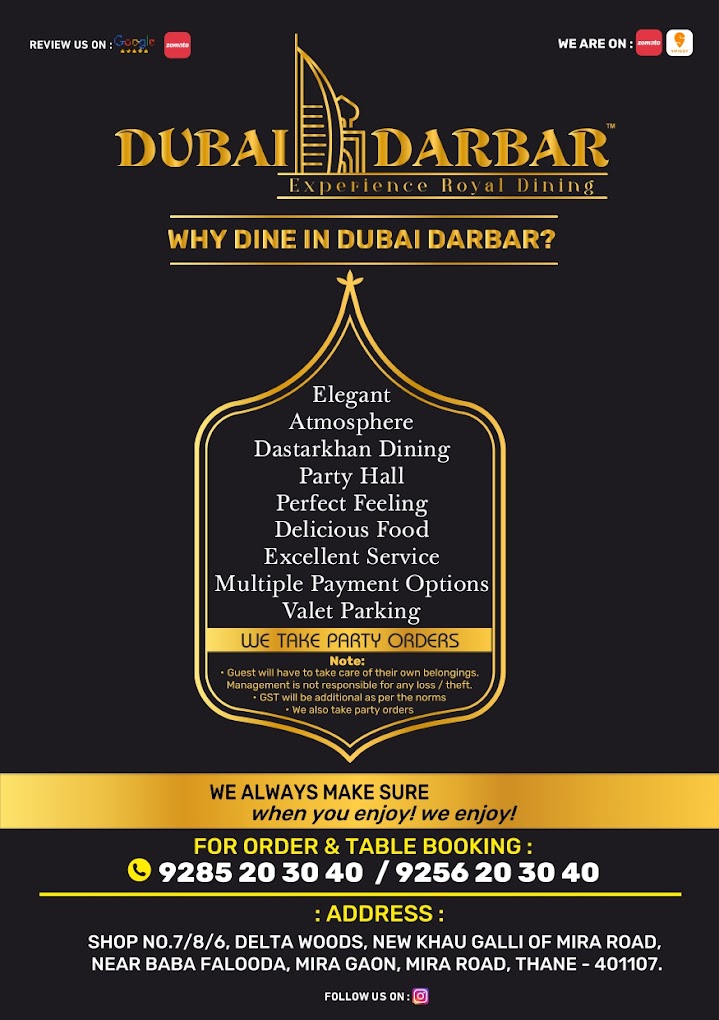 REVIEW US ON : Google zomato
WE ARE ON : zomato SWIGGY
DUBAI DARBAR™
Experience Royal Dining
WHY DINE IN DUBAI DARBAR?
Elegant
Atmosphere
Dastarkhan Dining
Party Hall
Perfect Feeling
Delicious Food
Excellent Service
Multiple Payment Options
Valet Parking
WE TAKE PARTY ORDERS
Note:
• Guest will have to take care of their own belongings.
Management is not responsible for any loss / theft.
• GST will be additional as per the norms
• We also take party orders
WE ALWAYS MAKE SURE
when you enjoy! we enjoy!
FOR ORDER & TABLE BOOKING :
9285 20 30 40 / 9256 20 30 40
: ADDRESS :
SHOP NO.7/8/6, DELTA WOODS, NEW KHAU GALLI OF MIRA ROAD,
NEAR BABA FALOODA, MIRA GAON, MIRA ROAD, THANE - 401107.
FOLLOW US ON :